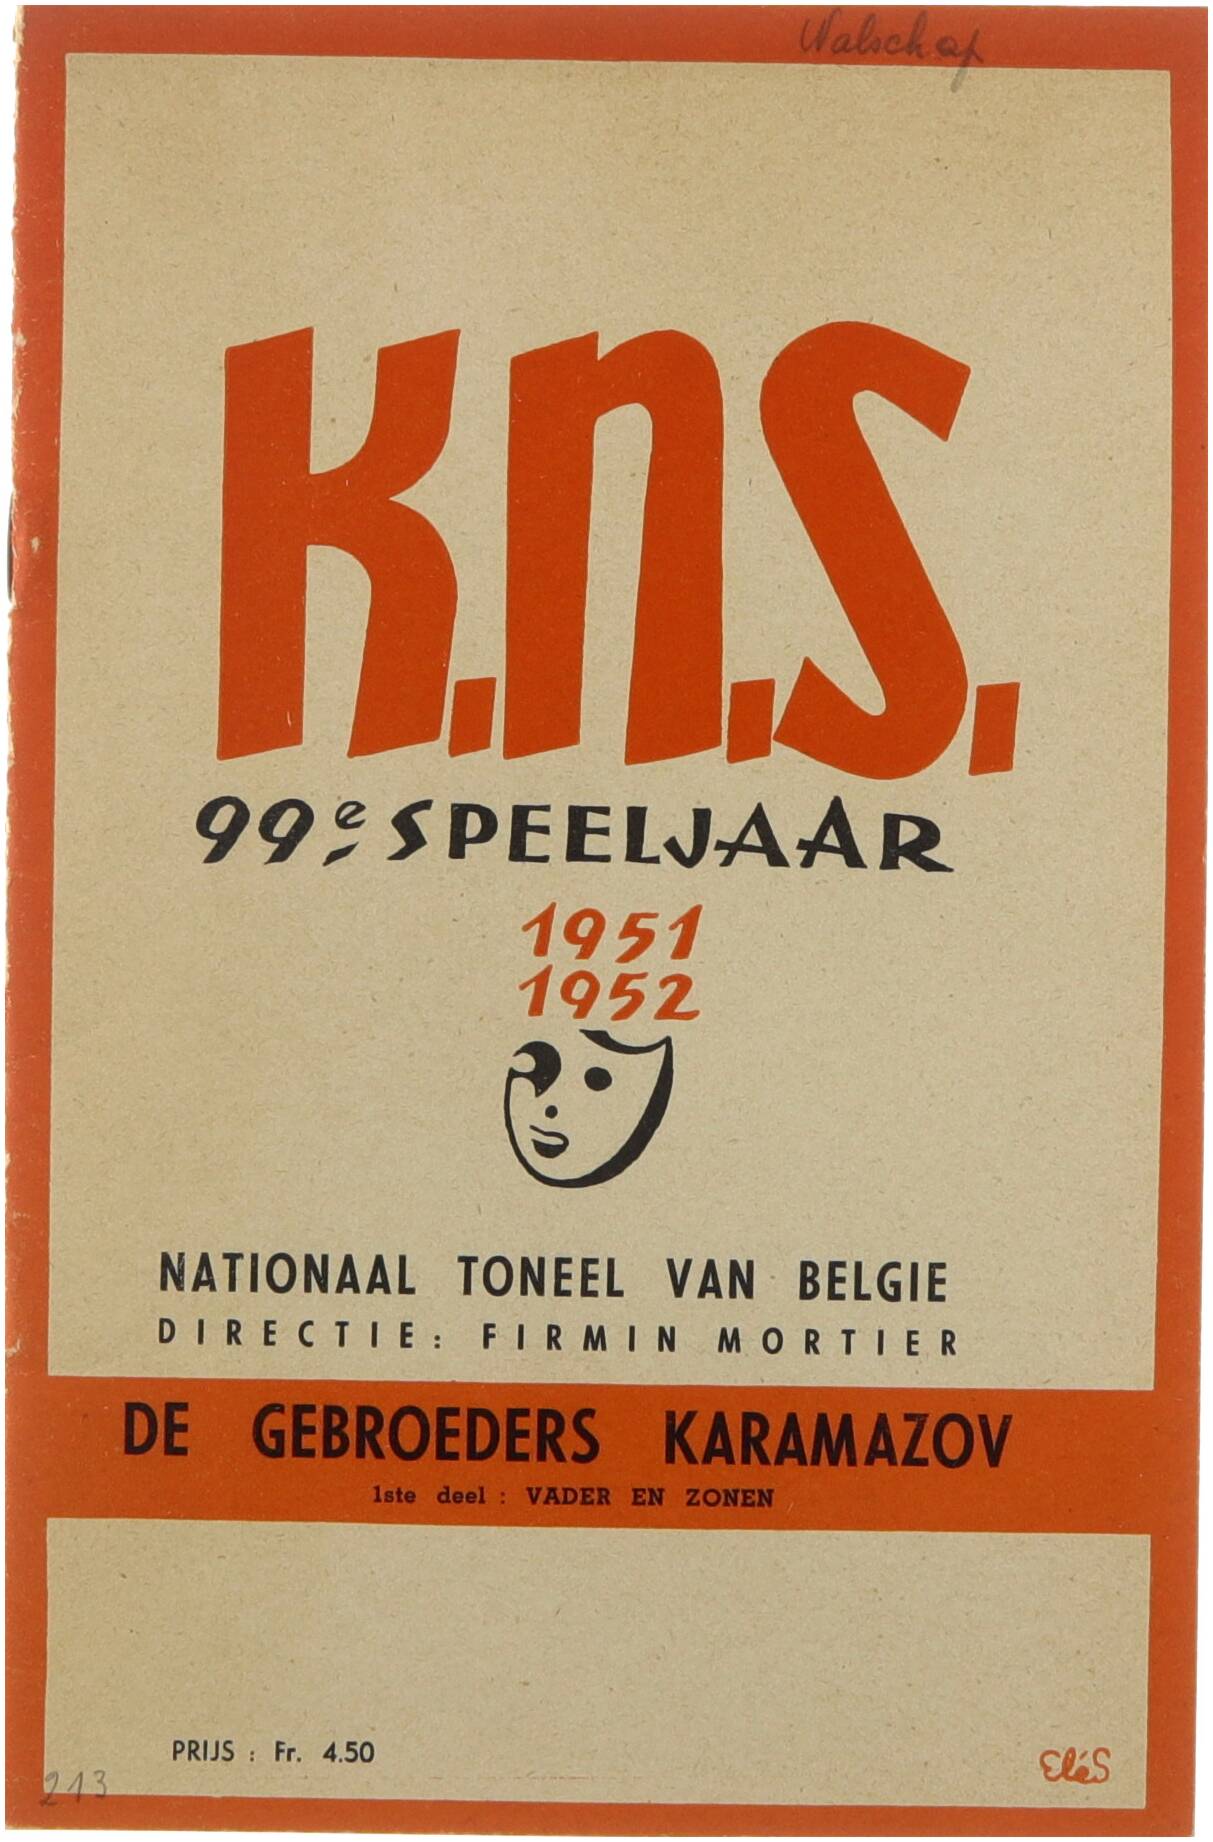 Walschap
K.N.S.
99e SPEELJAAR
1951
1952
NATIONAAL TONEEL VAN BELGIE
DIRECTIE: FIRMIN MORTIER
DE GEBROEDERS KARAMAZOV
1ste deel : VADER EN ZONEN
PRIJS : Fr. 4.50
EléS
213